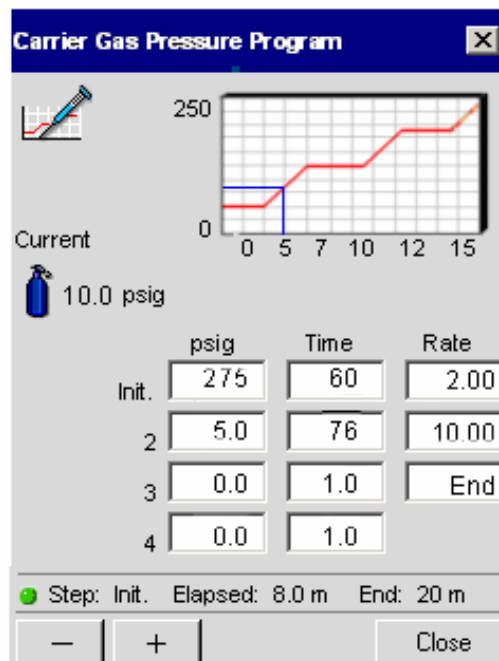 Carrier Gas Pressure Program
250
0
0 5 7 10 12 15
Current
10.0 psig
psig Time Rate
Init. 275 60 2.00
2 5.0 76 10.00
3 0.0 1.0 End
4 0.0 1.0
Step: Init. Elapsed: 8.0 m End: 20 m
− + Close